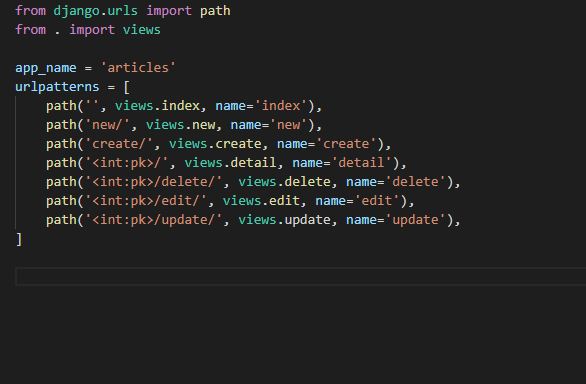 from django.urls import path
from . import views
app_name = 'articles'
urlpatterns = [
    path('', views.index, name='index'),
    path('new/', views.new, name='new'),
    path('create/', views.create, name='create'),
    path('<int:pk>/', views.detail, name='detail'),
    path('<int:pk>/delete/', views.delete, name='delete'),
    path('<int:pk>/edit/', views.edit, name='edit'),
    path('<int:pk>/update/', views.update, name='update'),
]